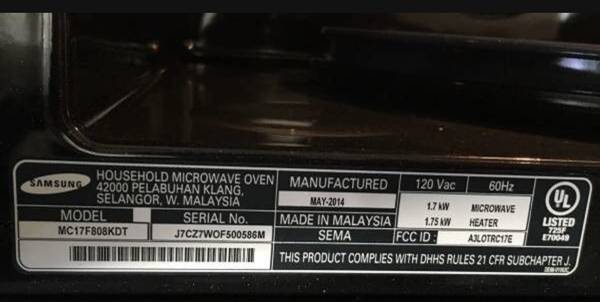 SAMSUNG
HOUSEHOLD MICROWAVE OVEN
42000 PELABUHAN KLANG,
SELANGOR, W. MALAYSIA
MODEL
MC17F808KDT
SERIAL No.
J7CZ7WOF500586M
MANUFACTURED
MAY-2014
MADE IN MALAYSIA
SEMA
120 Vac 60Hz
1.7 kW MICROWAVE
1.75 kW HEATER
FCC ID : A3LOTRC17E
THIS PRODUCT COMPLIES WITH DHHS RULES 21 CFR SUBCHAPTER J.
UL
LISTED
725F
E70049